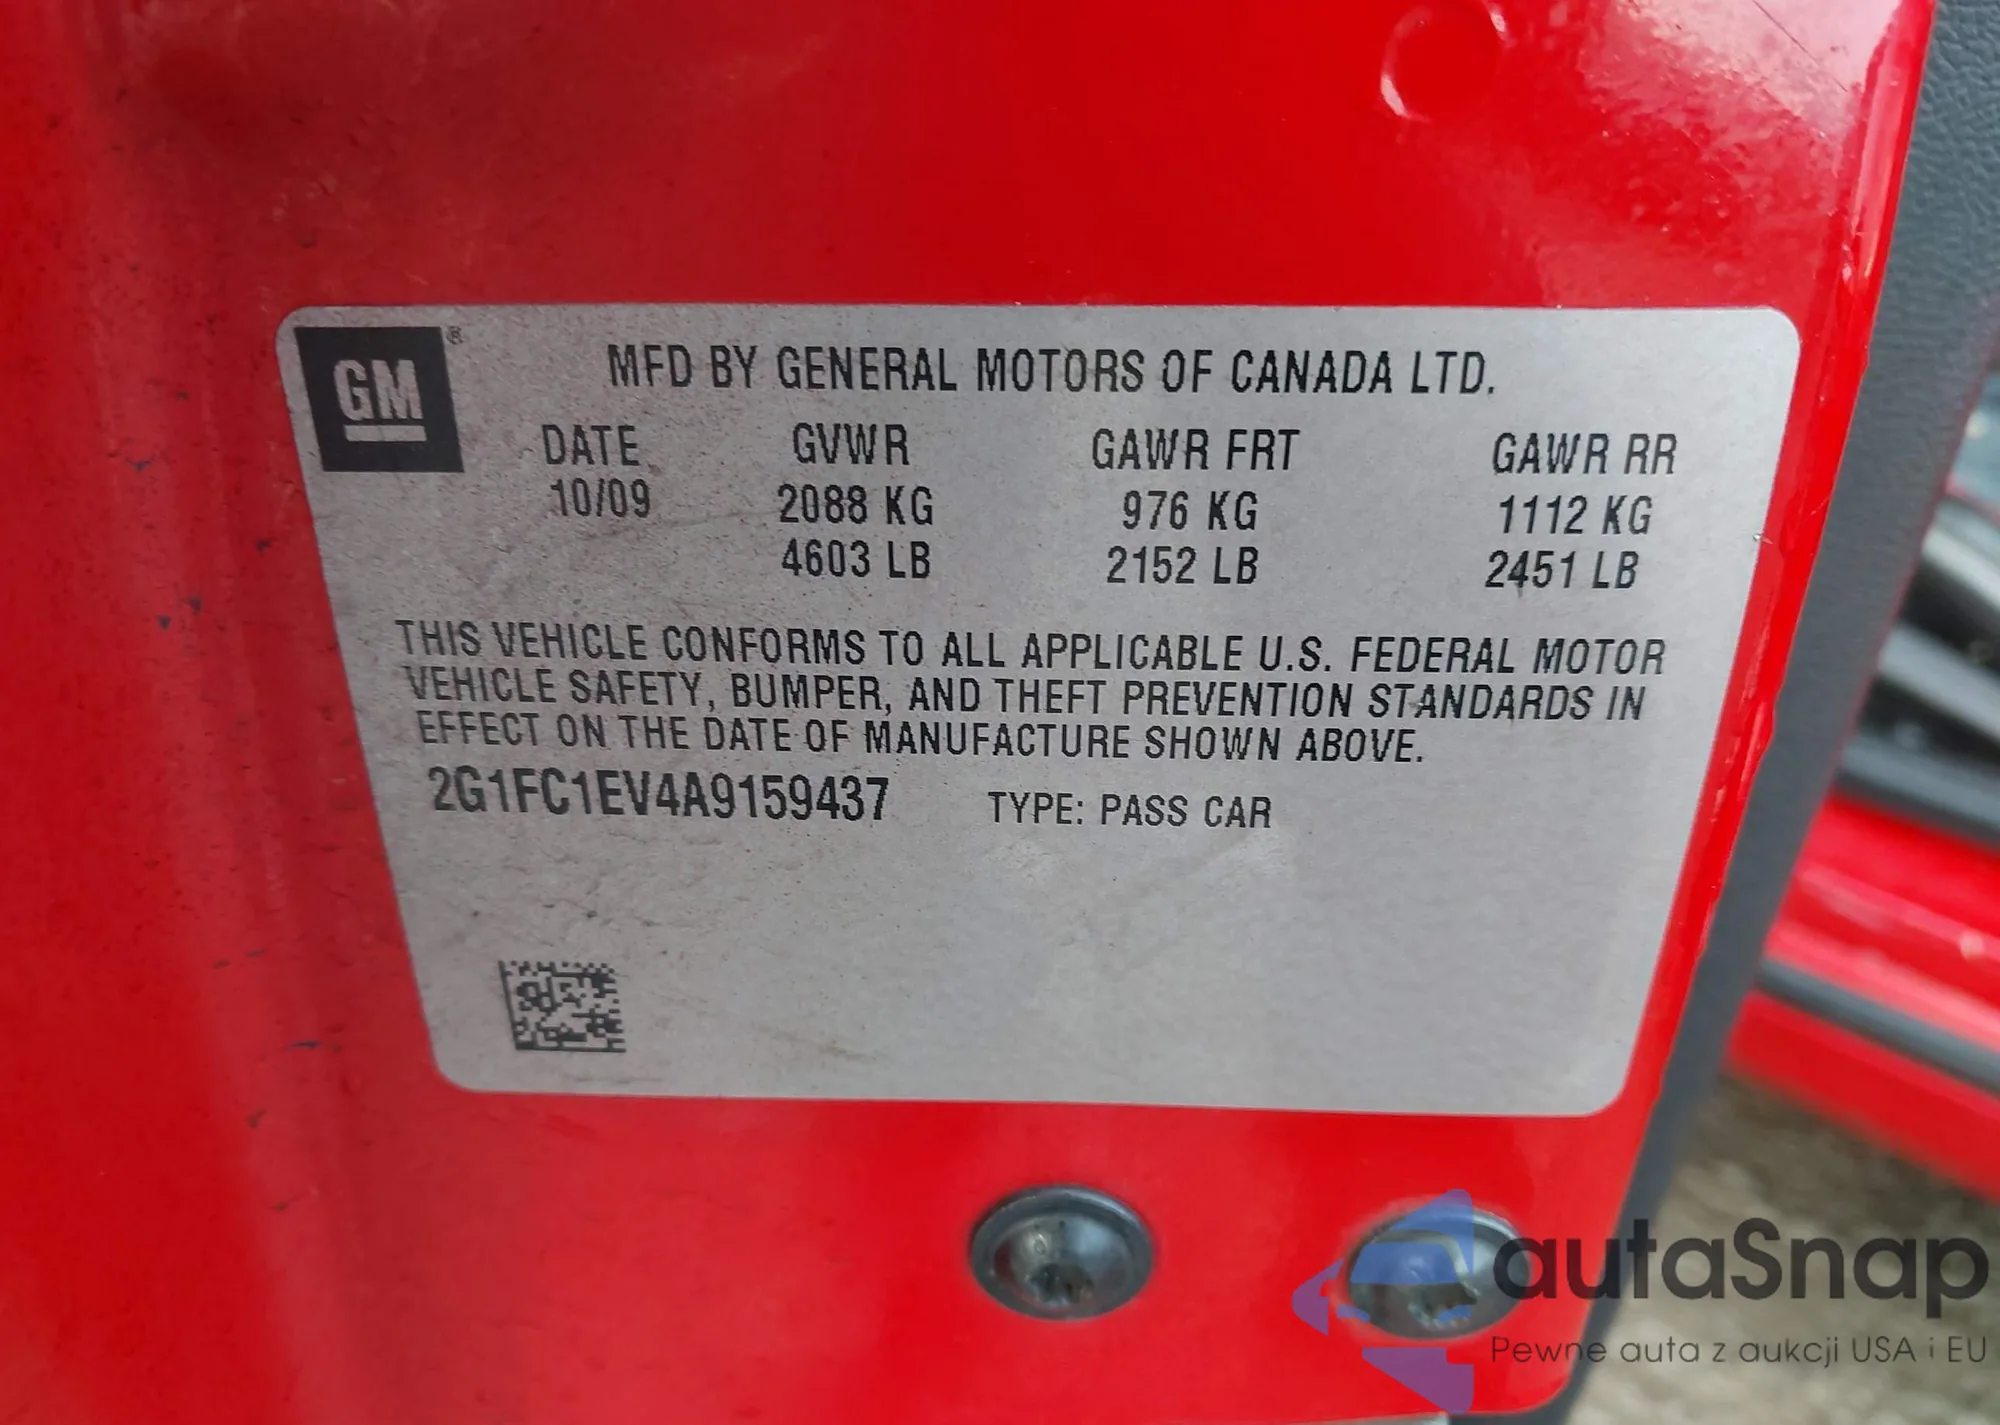 GM®
MFD BY GENERAL MOTORS OF CANADA LTD.
DATE GVWR GAWR FRT GAWR RR
10/09 2088 KG 976 KG 1112 KG
4603 LB 2152 LB 2451 LB
THIS VEHICLE CONFORMS TO ALL APPLICABLE U.S. FEDERAL MOTOR
VEHICLE SAFETY, BUMPER, AND THEFT PREVENTION STANDARDS IN
EFFECT ON THE DATE OF MANUFACTURE SHOWN ABOVE.
2G1FC1EV4A9159437 TYPE: PASS CAR
autaSnap
Pewne auta z aukcji USA i EU